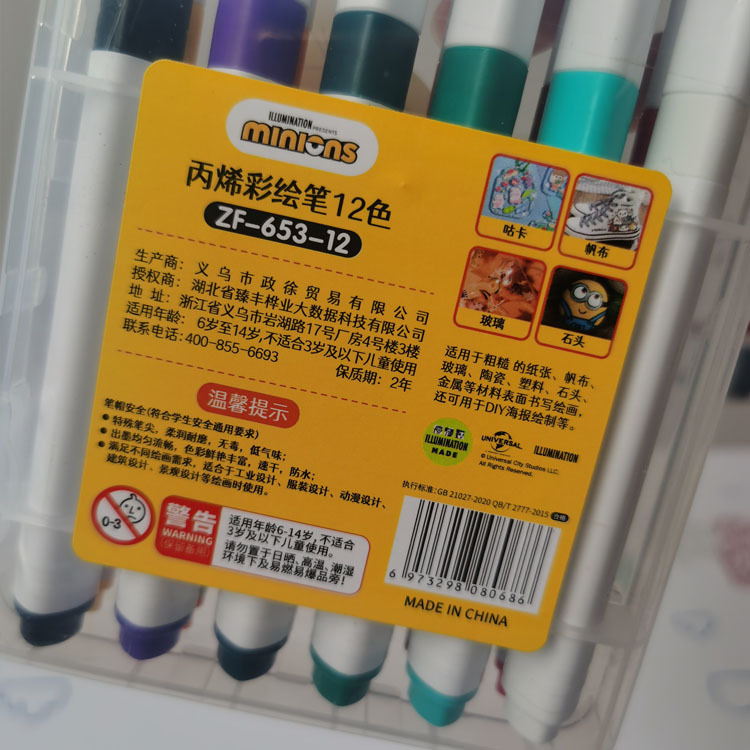 ILLUMINATION
PRESENTS
minions
丙烯彩绘笔12色
ZF-653-12
咕卡
帆布
玻璃
石头
生产商：义乌市政徐贸易有限公司
授权商：湖北省臻丰桦业大数据科技有限公司
地址：浙江省义乌市岩湖路17号厂房4号楼3楼
适用年龄：6岁至14岁,不适合3岁及以下儿童使用
联系电话:400-855-6693
保质期：2年
适用于粗糙的纸张、帆布、
玻璃、陶瓷、塑料、石头、
金属等材料表面书写绘画，
还可用于DIY海报绘制等。
温馨提示
笔帽安全(符合学生安全通用要求)
• 特殊笔尖，柔润耐磨，无毒，低气味；
• 出墨均匀流畅，色彩鲜艳丰富，速干，防水；
• 满足不同绘画需求，适合于工业设计、服装设计、动漫设计、
建筑设计、景观设计等绘画时使用。
ILLUMINATION
MADE
UNIVERSAL
© Universal City Studios LLC.
All Rights Reserved.
ILLUMINATION
执行标准:GB 21027-2020 QB/T 2777-2015 合格
0-3
警告
WARNING
(保留备用)
适用年龄6-14岁,不适合
3岁及以下儿童使用。
请勿置于日晒、高温、潮湿
环境下及易燃易爆品旁！
6 973298 080686
MADE IN CHINA